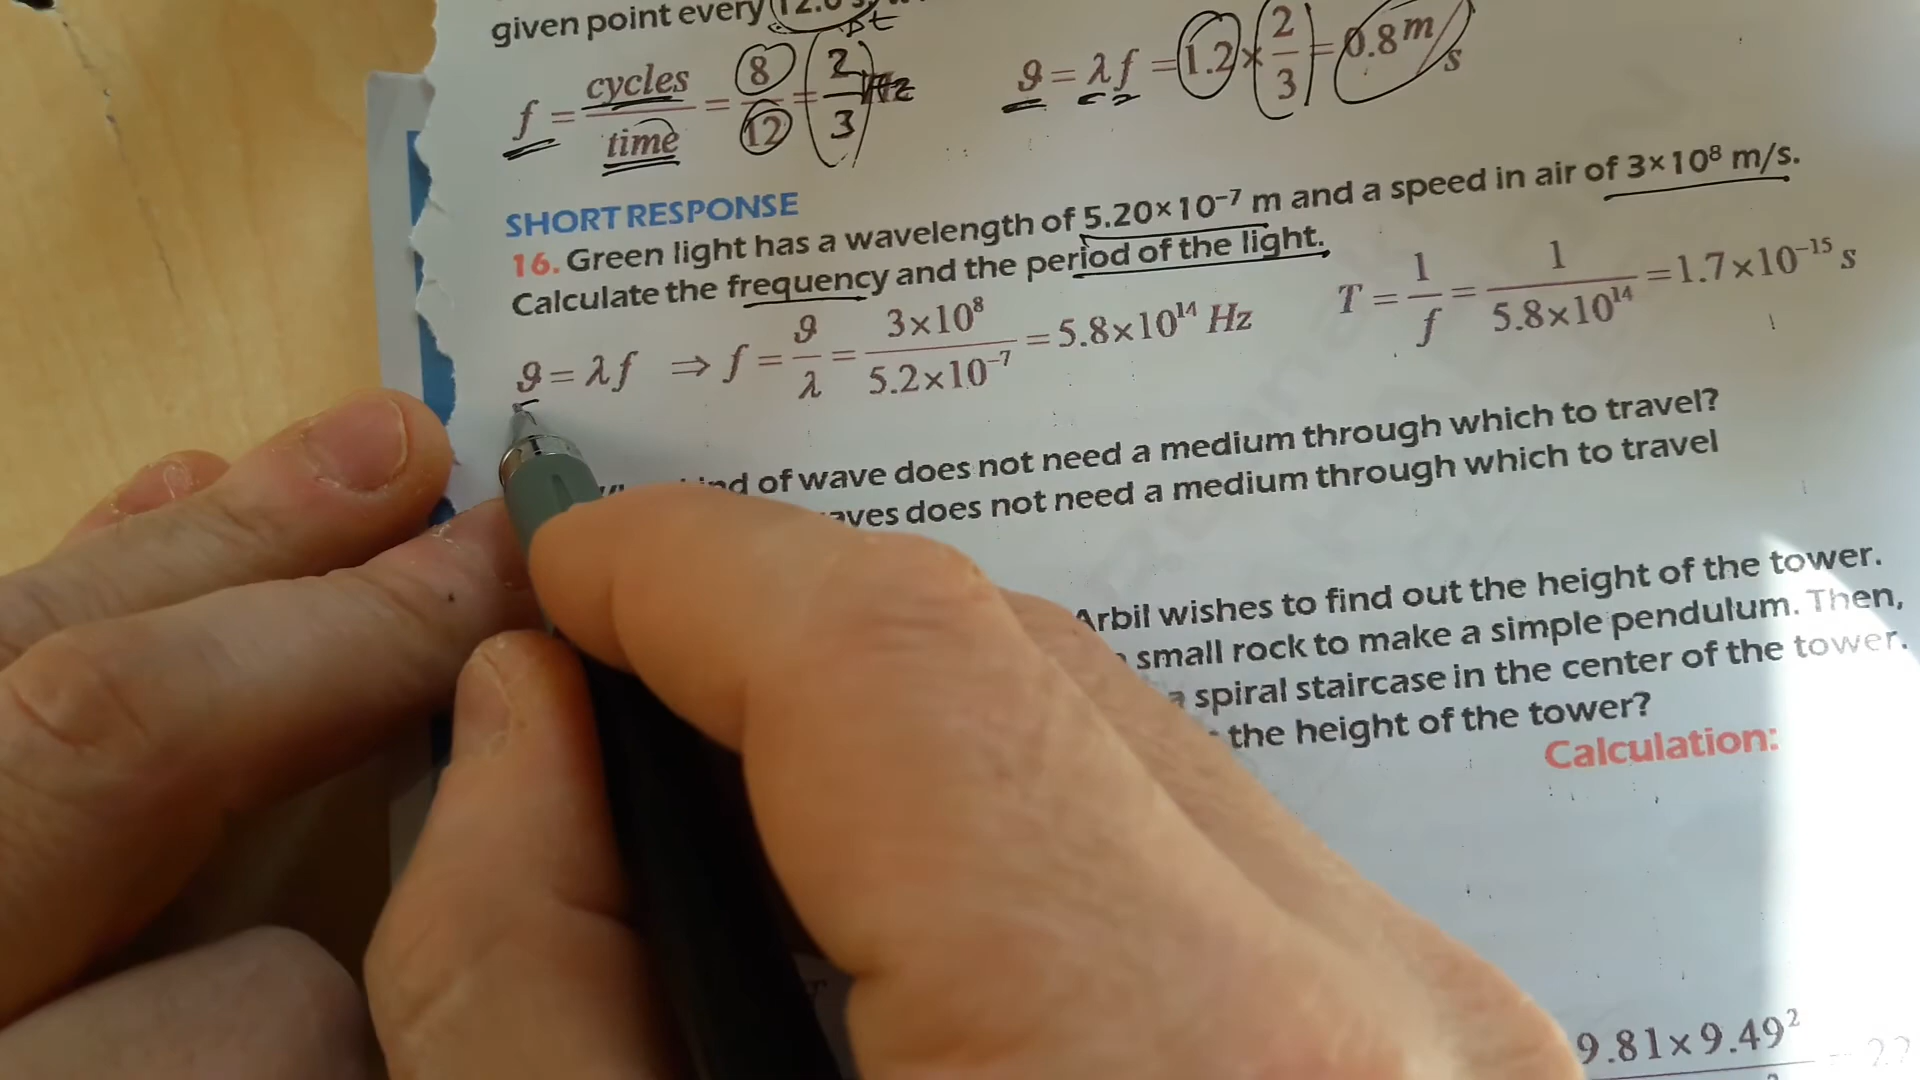 given point every 12.0 s,
Δt
f = cycles / time = 8 / 12 = 2 / 3 Hz
ϑ = λf = 1.2 × 2 / 3 = 0.8 m/s
SHORT RESPONSE
16. Green light has a wavelength of 5.20×10⁻⁷ m and a speed in air of 3×10⁸ m/s.
Calculate the frequency and the period of the light.
ϑ = λf ⇒ f = ϑ / λ = 3×10⁸ / 5.2×10⁻⁷ = 5.8×10¹⁴ Hz
T = 1 / f = 1 / 5.8×10¹⁴ = 1.7×10⁻¹⁵ s
of wave does not need a medium through which to travel?
does not need a medium through which to travel
Arbil wishes to find out the height of the tower.
small rock to make a simple pendulum. Then,
a spiral staircase in the center of the tower.
the height of the tower?
Calculation:
9.81×9.49²